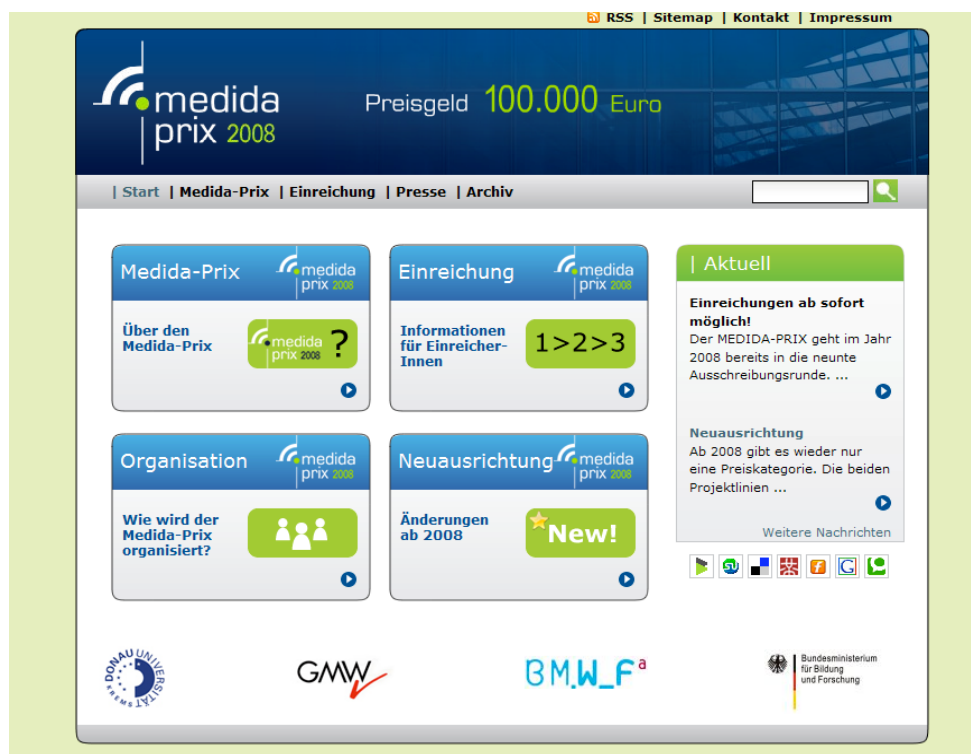 RSS | Sitemap | Kontakt | Impressum
medida
prix 2008
Preisgeld 100.000 Euro
| Start | Medida-Prix | Einreichung | Presse | Archiv
Medida-Prix
medida
prix 2008
Über den
Medida-Prix
medida
prix 2008
?
Einreichung
medida
prix 2008
Informationen
für Einreicher-
Innen
1>2>3
Organisation
medida
prix 2008
Wie wird der
Medida-Prix
organisiert?
Neuausrichtung
medida
prix 2008
Änderungen
ab 2008
New!
| Aktuell
Einreichungen ab sofort
möglich!
Der MEDIDA-PRIX geht im Jahr
2008 bereits in die neunte
Ausschreibungsrunde. ...
Neuausrichtung
Ab 2008 gibt es wieder nur
eine Preiskategorie. Die beiden
Projektlinien ...
Weitere Nachrichten
DONAU UNIVERSITÄT KREMS
GMW
BM.W_Fa
Bundesministerium
für Bildung
und Forschung